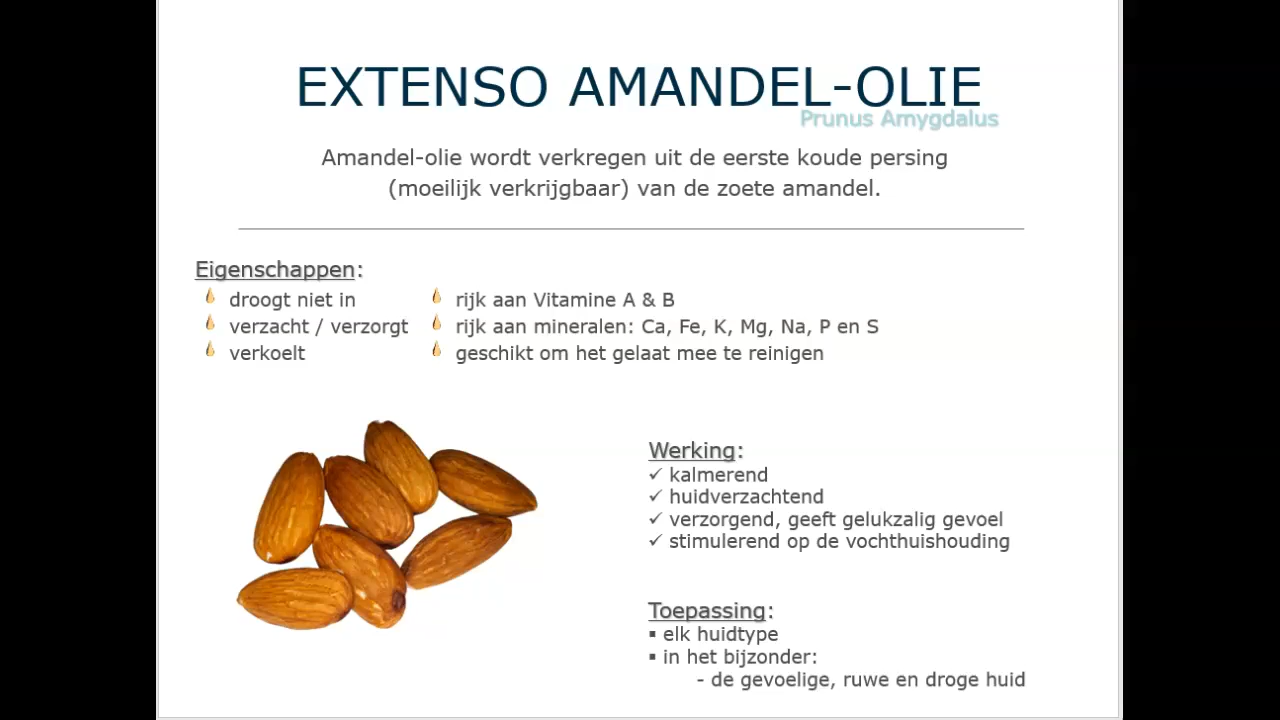 EXTENSO AMANDEL-OLIE
Prunus Amygdalus
Amandel-olie wordt verkregen uit de eerste koude persing
(moeilijk verkrijgbaar) van de zoete amandel.
Eigenschappen:
droogt niet in
verzacht / verzorgt
verkoelt
rijk aan Vitamine A & B
rijk aan mineralen: Ca, Fe, K, Mg, Na, P en S
geschikt om het gelaat mee te reinigen
Werking:
✓ kalmerend
✓ huidverzachtend
✓ verzorgend, geeft gelukzalig gevoel
✓ stimulerend op de vochthuishouding
Toepassing:
▪ elk huidtype
▪ in het bijzonder:
- de gevoelige, ruwe en droge huid